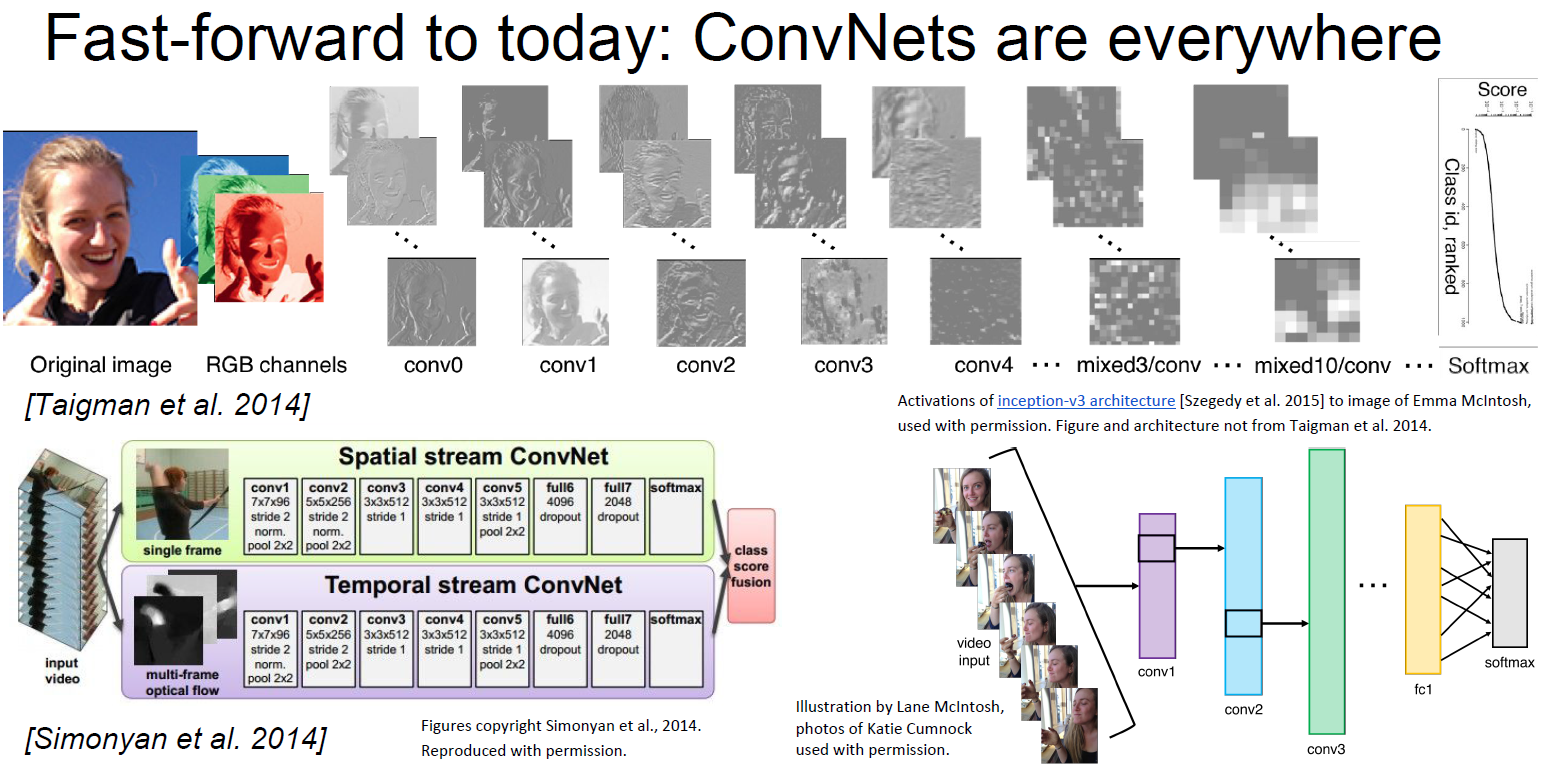 Fast-forward to today: ConvNets are everywhere
Score
Class id, ranked
Original image
RGB channels
conv0
conv1
conv2
conv3
conv4
...
mixed3/conv
...
mixed10/conv
...
Softmax
[Taigman et al. 2014]
Activations of inception-v3 architecture [Szegedy et al. 2015] to image of Emma McIntosh,
used with permission. Figure and architecture not from Taigman et al. 2014.
input
video
Spatial stream ConvNet
single frame
conv1
7x7x96
stride 2
norm.
pool 2x2
conv2
5x5x256
stride 2
norm.
pool 2x2
conv3
3x3x512
stride 1
conv4
3x3x512
stride 1
conv5
3x3x512
stride 1
pool 2x2
full6
4096
dropout
full7
2048
dropout
softmax
Temporal stream ConvNet
multi-frame
optical flow
conv1
7x7x96
stride 2
norm.
pool 2x2
conv2
5x5x256
stride 2
pool 2x2
conv3
3x3x512
stride 1
conv4
3x3x512
stride 1
conv5
3x3x512
stride 1
pool 2x2
full6
4096
dropout
full7
2048
dropout
softmax
class
score
fusion
[Simonyan et al. 2014]
Figures copyright Simonyan et al., 2014.
Reproduced with permission.
video
input
conv1
conv2
conv3
...
fc1
softmax
Illustration by Lane McIntosh,
photos of Katie Cumnock
used with permission.